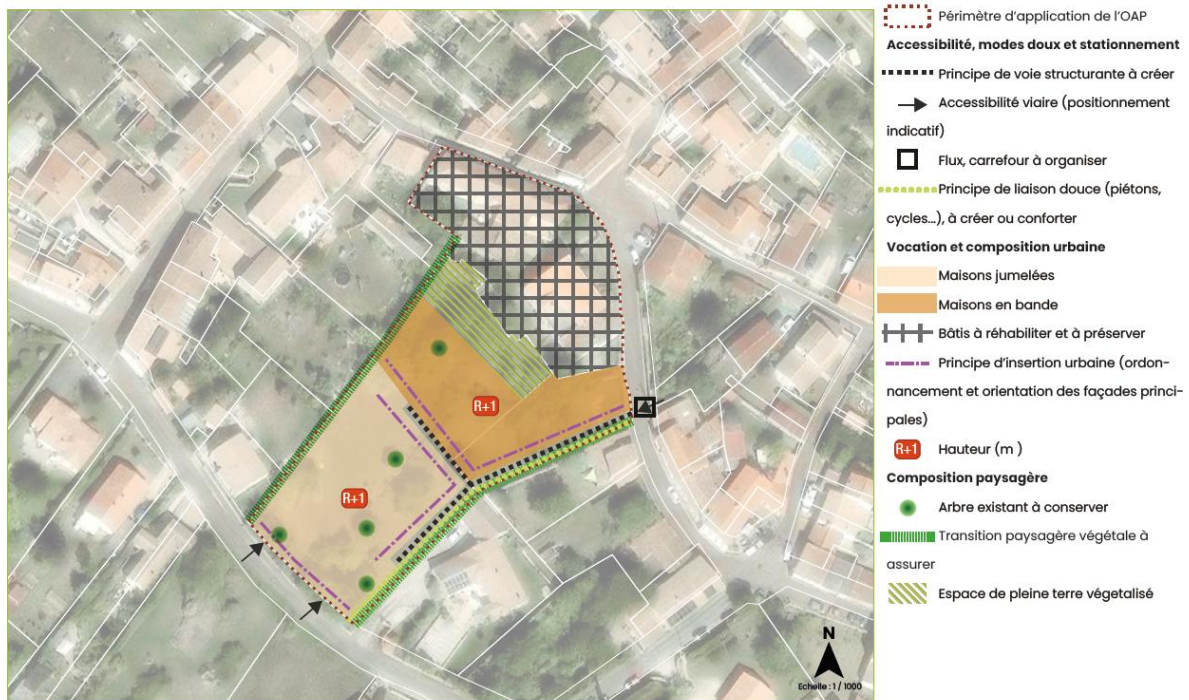 Périmètre d'application de l'OAP
Accessibilité, modes doux et stationnement
Principe de voie structurante à créer
Accessibilité viaire (positionnement
indicatif)
Flux, carrefour à organiser
Principe de liaison douce (piétons,
cycles...), à créer ou conforter
Vocation et composition urbaine
Maisons jumelées
Maisons en bande
Bâtis à réhabiliter et à préserver
Principe d'insertion urbaine (ordon-
nancement et orientation des façades princi-
pales)
R+1 Hauteur (m )
Composition paysagère
Arbre existant à conserver
Transition paysagère végétale à
assurer
Espace de pleine terre végetalisé
R+1
R+1
N
Echelle : 1 / 1000